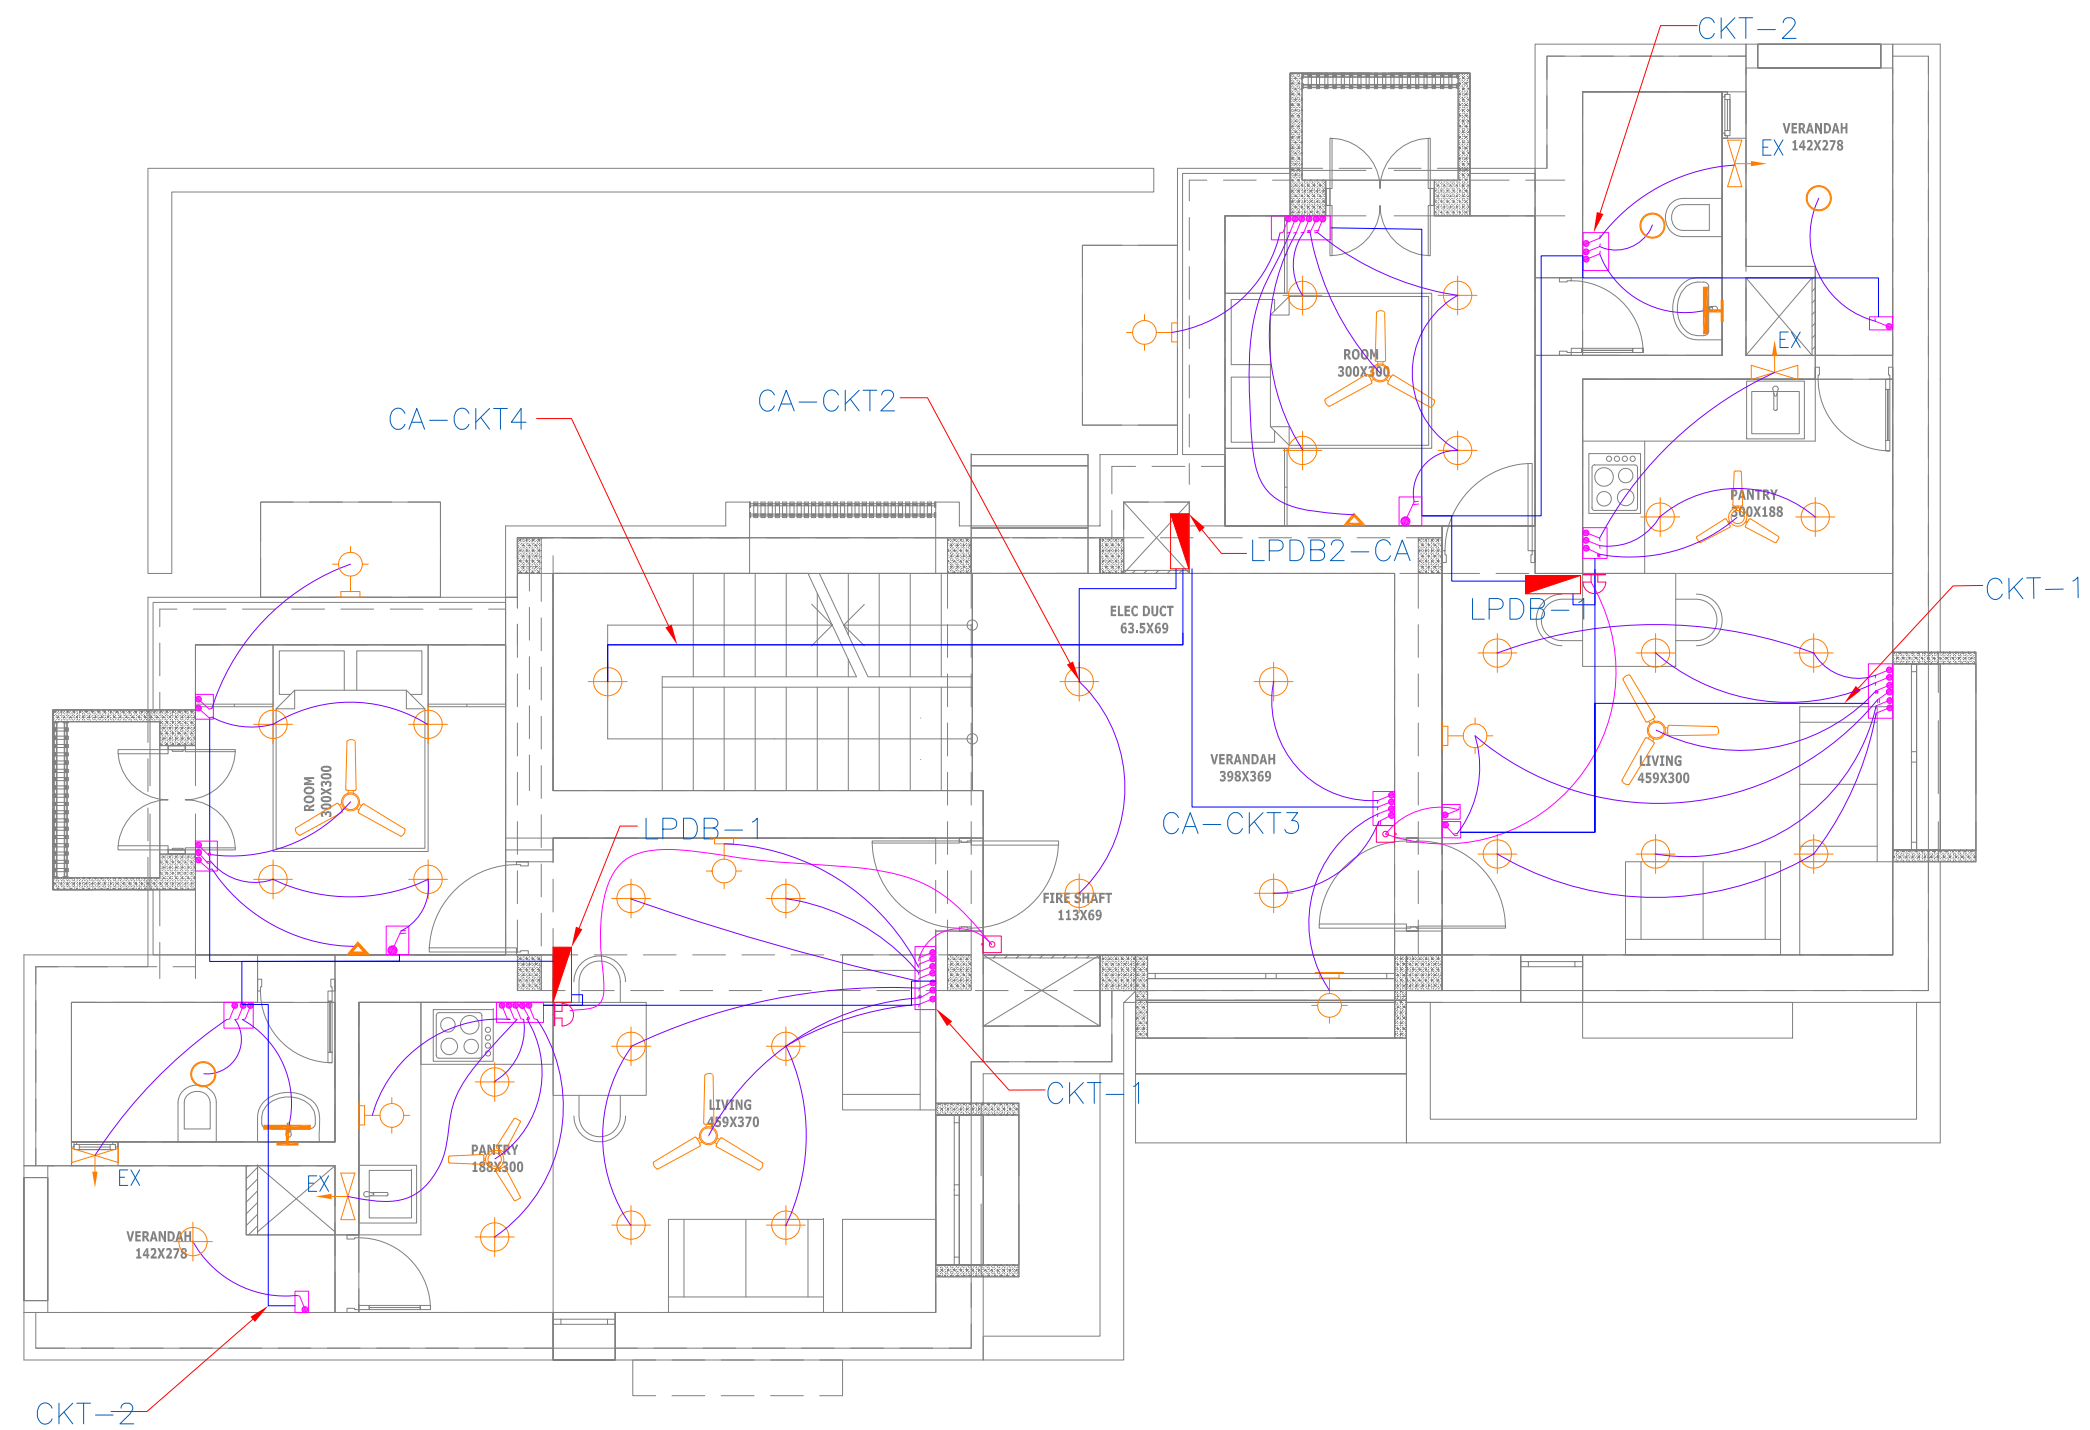 CKT-2
VERANDAH
142X278
EX
EX
ROOM
300X300
CA-CKT2
CA-CKT4
PANTRY
300X188
LPDB2-CA
CKT-1
LPDB-1
ELEC DUCT
63.5X69
VERANDAH
398X369
LIVING
459X300
ROOM
300X300
LPDB-1
CA-CKT3
FIRE SHAFT
113X69
CKT-1
LIVING
459X370
PANTRY
188X300
EX
EX
VERANDAH
142X278
CKT-2